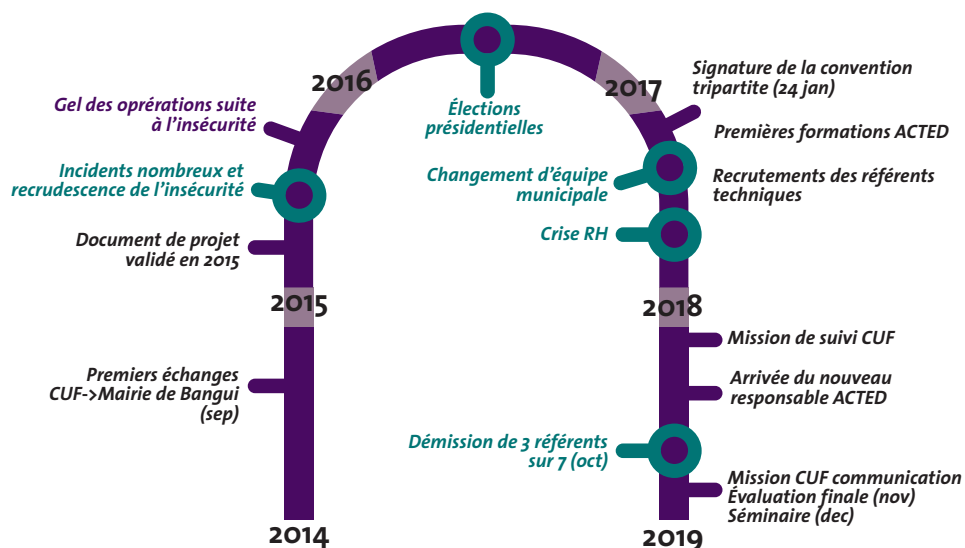 2014
Premiers échanges
CUF->Mairie de Bangui
(sep)
2015
Document de projet
validé en 2015
Incidents nombreux et
recrudescence de l'insécurité
Gel des oprérations suite
à l'insécurité
2016
Élections
présidentielles
2017
Signature de la convention
tripartite (24 jan)
Premières formations ACTED
Changement d'équipe
municipale
Recrutements des référents
techniques
Crise RH
2018
Mission de suivi CUF
Arrivée du nouveau
responsable ACTED
Démission de 3 référents
sur 7 (oct)
Mission CUF communication
Évaluation finale (nov)
Séminaire (dec)
2019